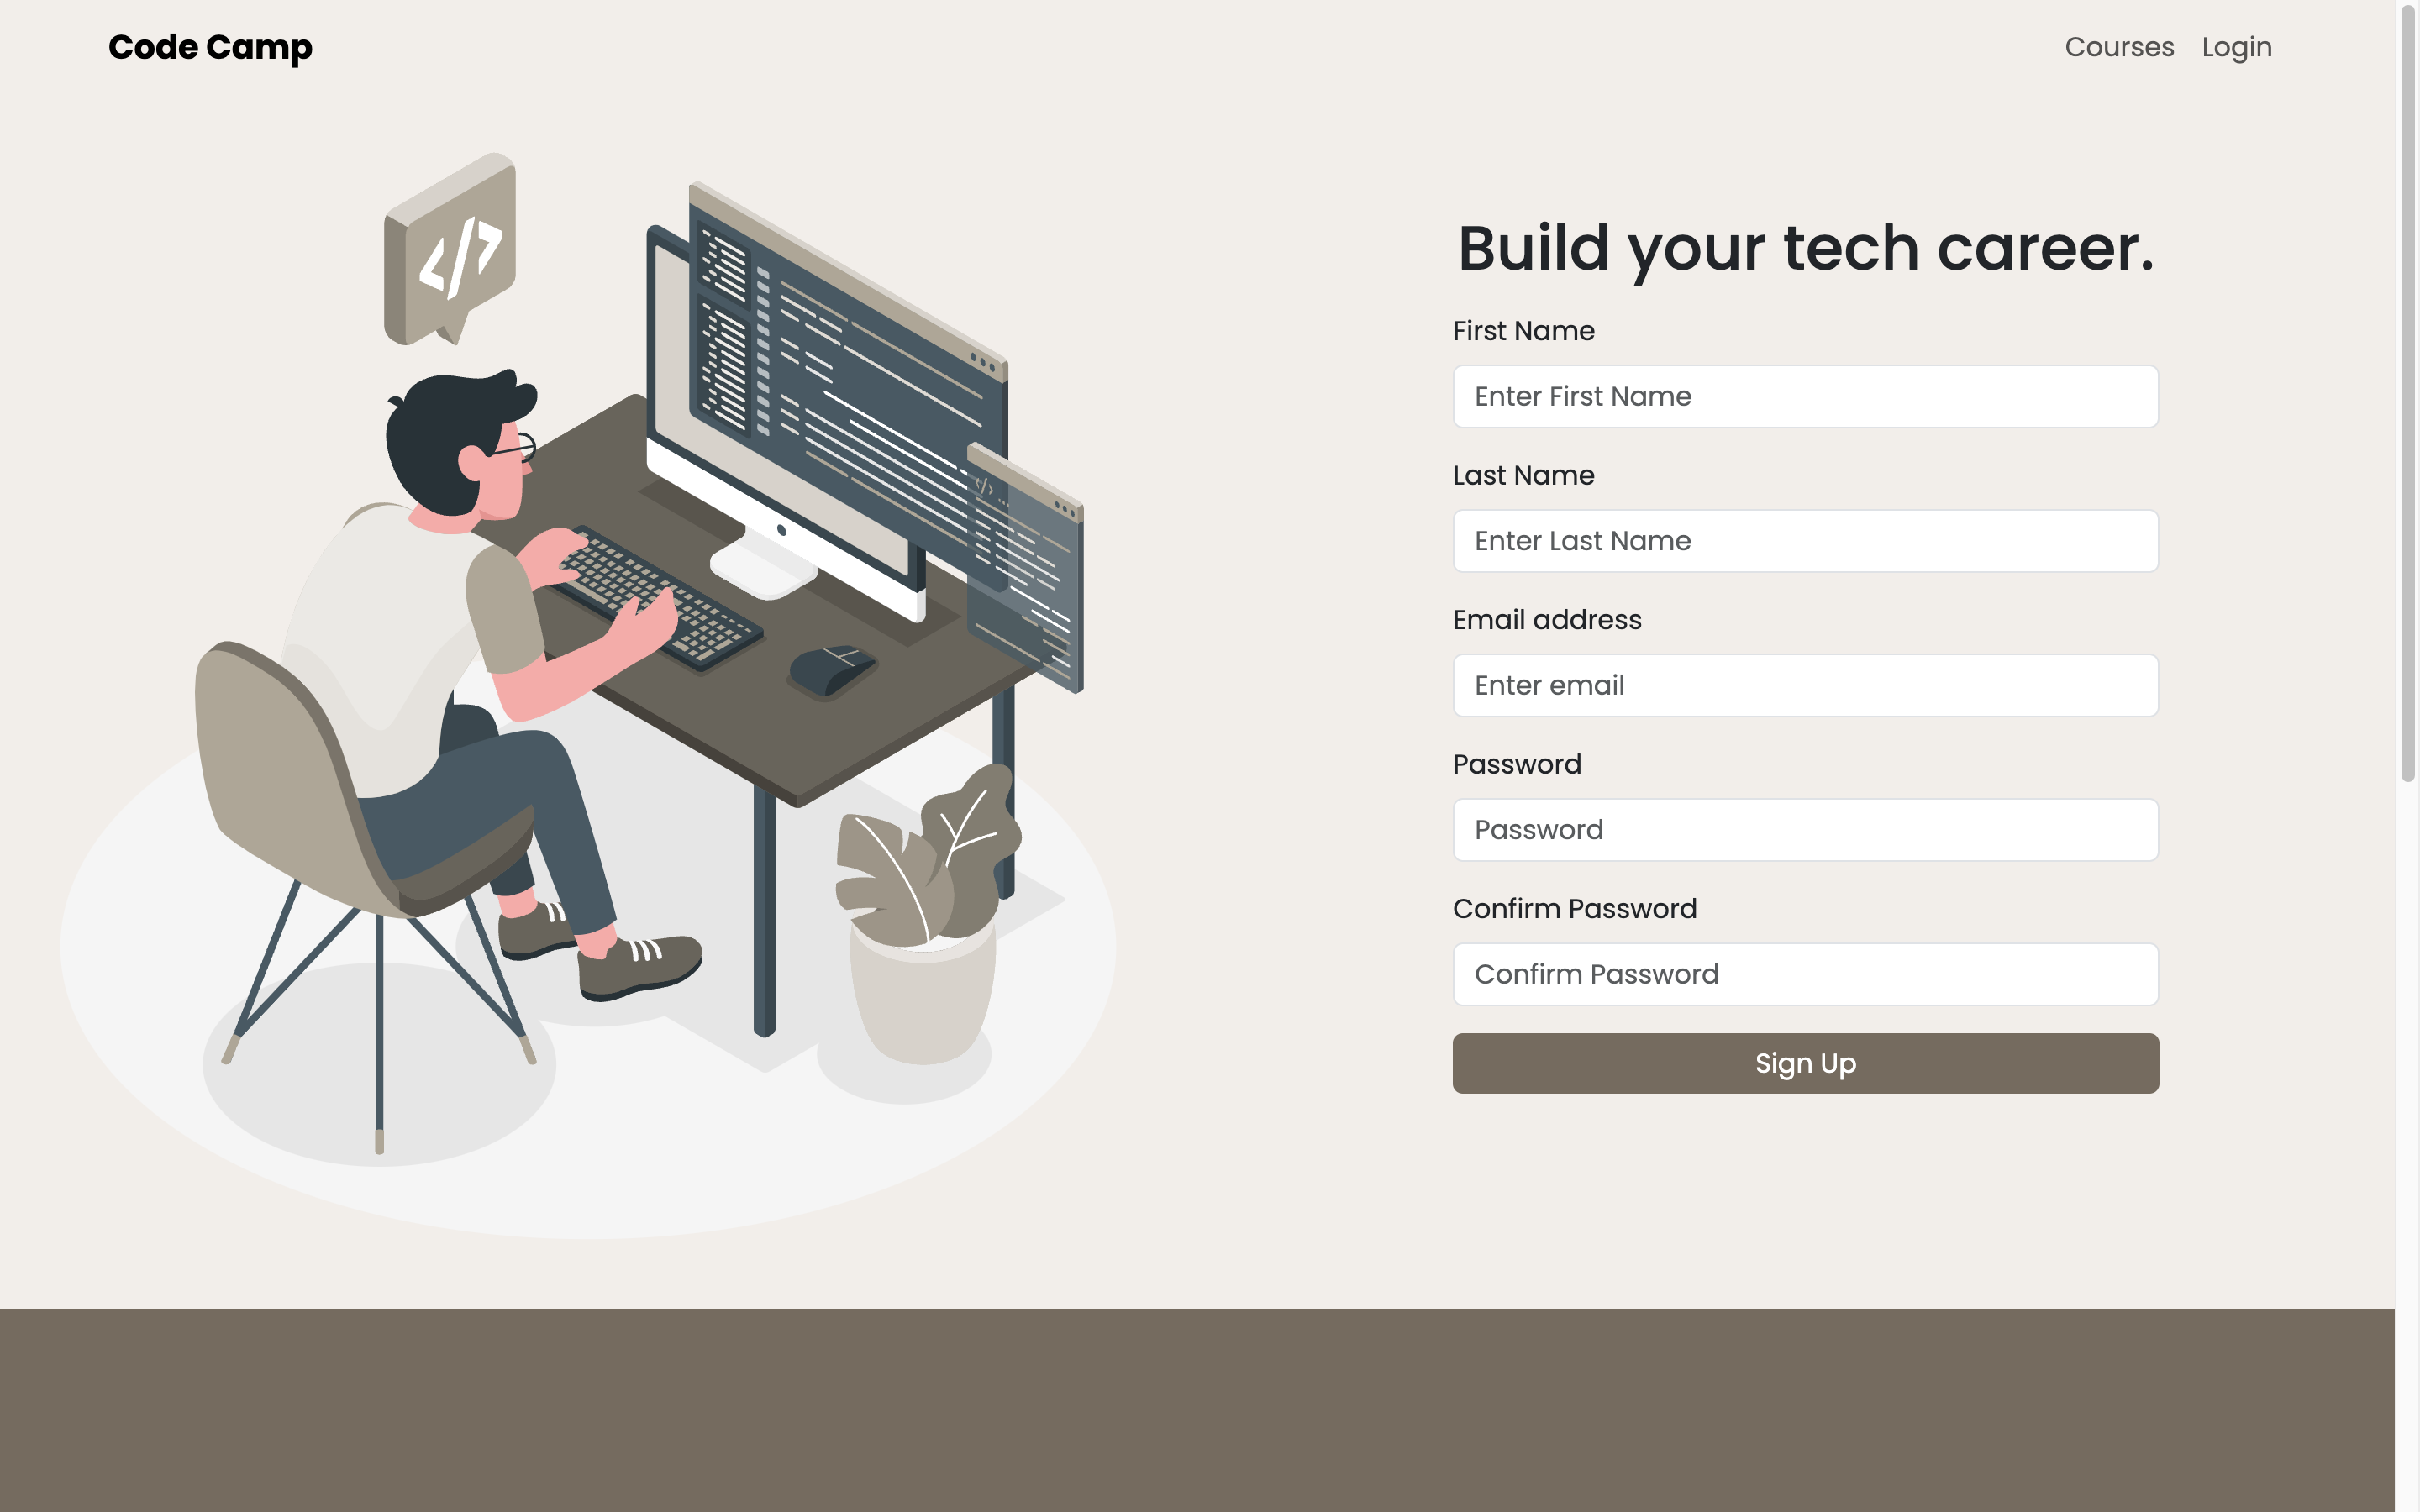 Code Camp
Courses Login
</>
Build your tech career.
First Name
Enter First Name
Last Name
Enter Last Name
Email address
Enter email
Password
Password
Confirm Password
Confirm Password
Sign Up